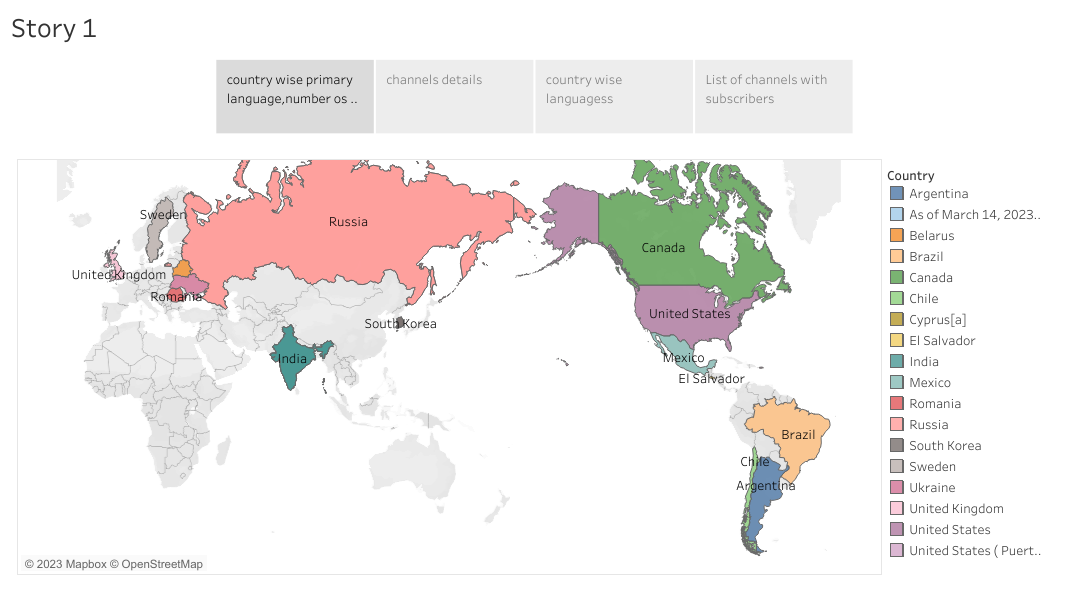 Story 1
country wise primary
language,number os ..
channels details
country wise
languagess
List of channels with
subscribers
Sweden
Russia
United Kingdom
Romania
South Korea
India
Canada
United States
Mexico
El Salvador
Brazil
Chile
Argentina
© 2023 Mapbox © OpenStreetMap
Country
Argentina
As of March 14, 2023..
Belarus
Brazil
Canada
Chile
Cyprus[a]
El Salvador
India
Mexico
Romania
Russia
South Korea
Sweden
Ukraine
United Kingdom
United States
United States ( Puert..